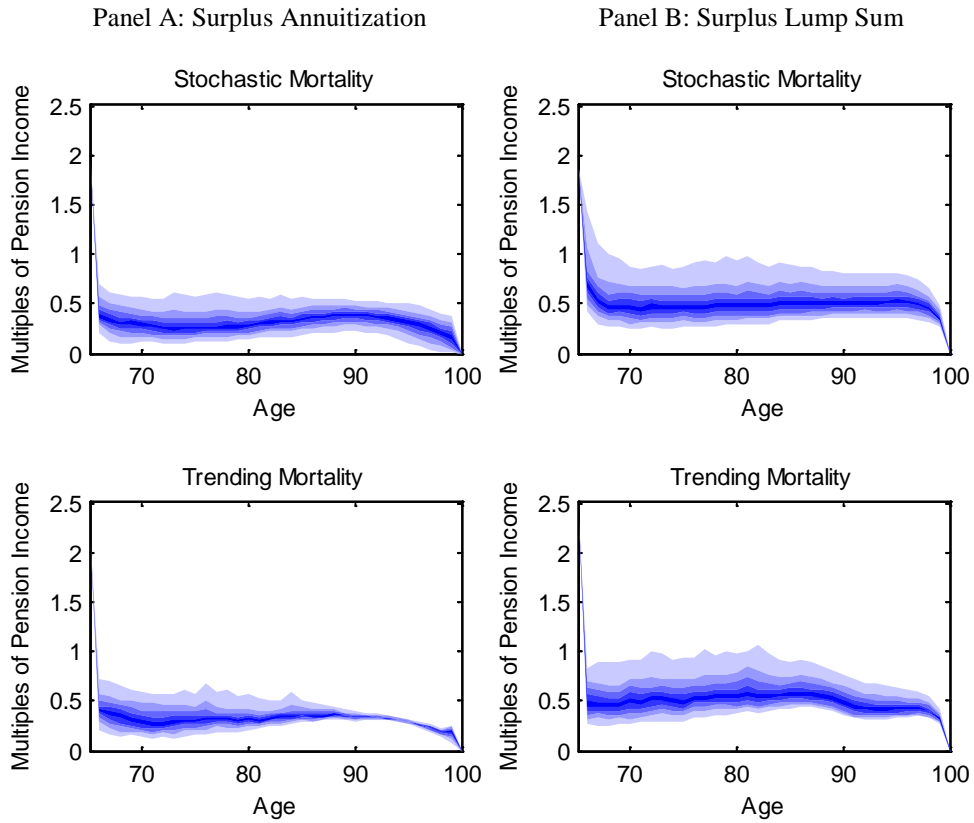 Panel A: Surplus Annuitization
Panel B: Surplus Lump Sum
Stochastic Mortality
Multiples of Pension Income
2.5
2
1.5
1
0.5
0
70
80
90
100
Age
Stochastic Mortality
Multiples of Pension Income
2.5
2
1.5
1
0.5
0
70
80
90
100
Age
Trending Mortality
Multiples of Pension Income
2.5
2
1.5
1
0.5
0
70
80
90
100
Age
Trending Mortality
Multiples of Pension Income
2.5
2
1.5
1
0.5
0
70
80
90
100
Age